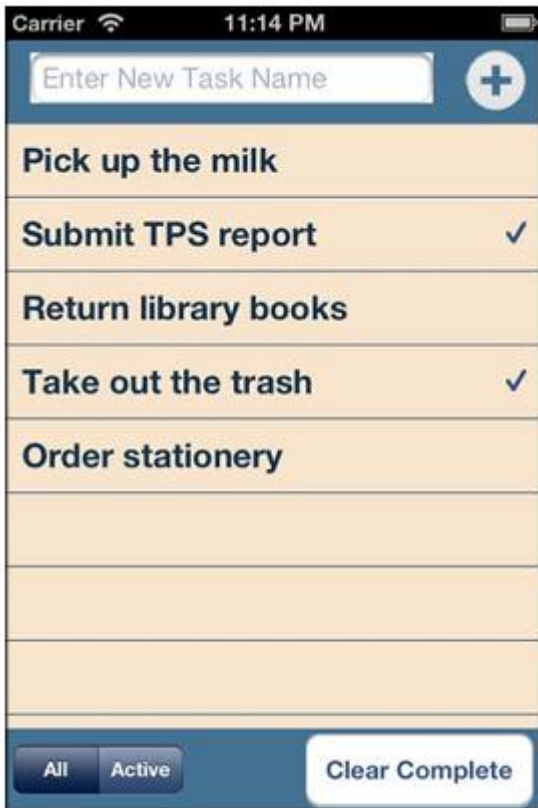 Carrier 11:14 PM
Enter New Task Name
Pick up the milk
Submit TPS report
Return library books
Take out the trash
Order stationery
All Active Clear Complete